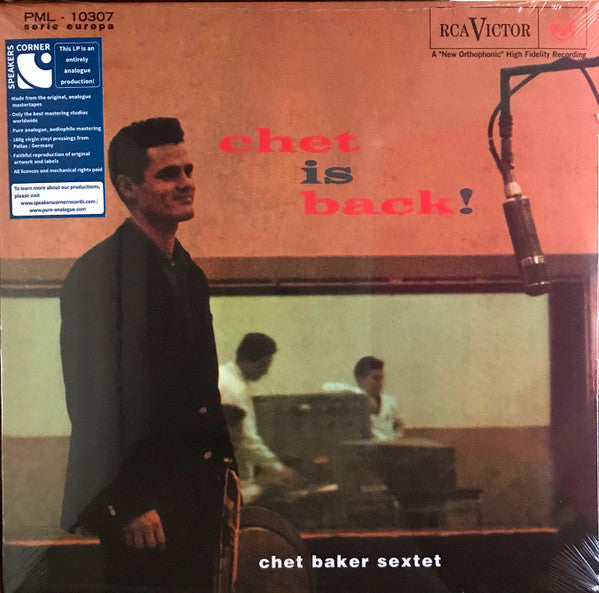 PML - 10307
serie europa
SPEAKERS
CORNER
This LP is an
entirely
analogue
production!
- Made from the original, analogue
mastertapes
- Only the best mastering studios
worldwide
- Pure analogue, audiophile mastering
- 180g virgin vinyl pressings from
Pallas / Germany
- Faithful reproduction of original
artwork and labels
- All licences and mechanical rights paid
To learn more about our productions,
please visit
www.speakerscornerrecords.com /
www.pure-analogue.com
RCA VICTOR
A "New Orthophonic" High Fidelity Recording
chet
is
back!
chet baker sextet